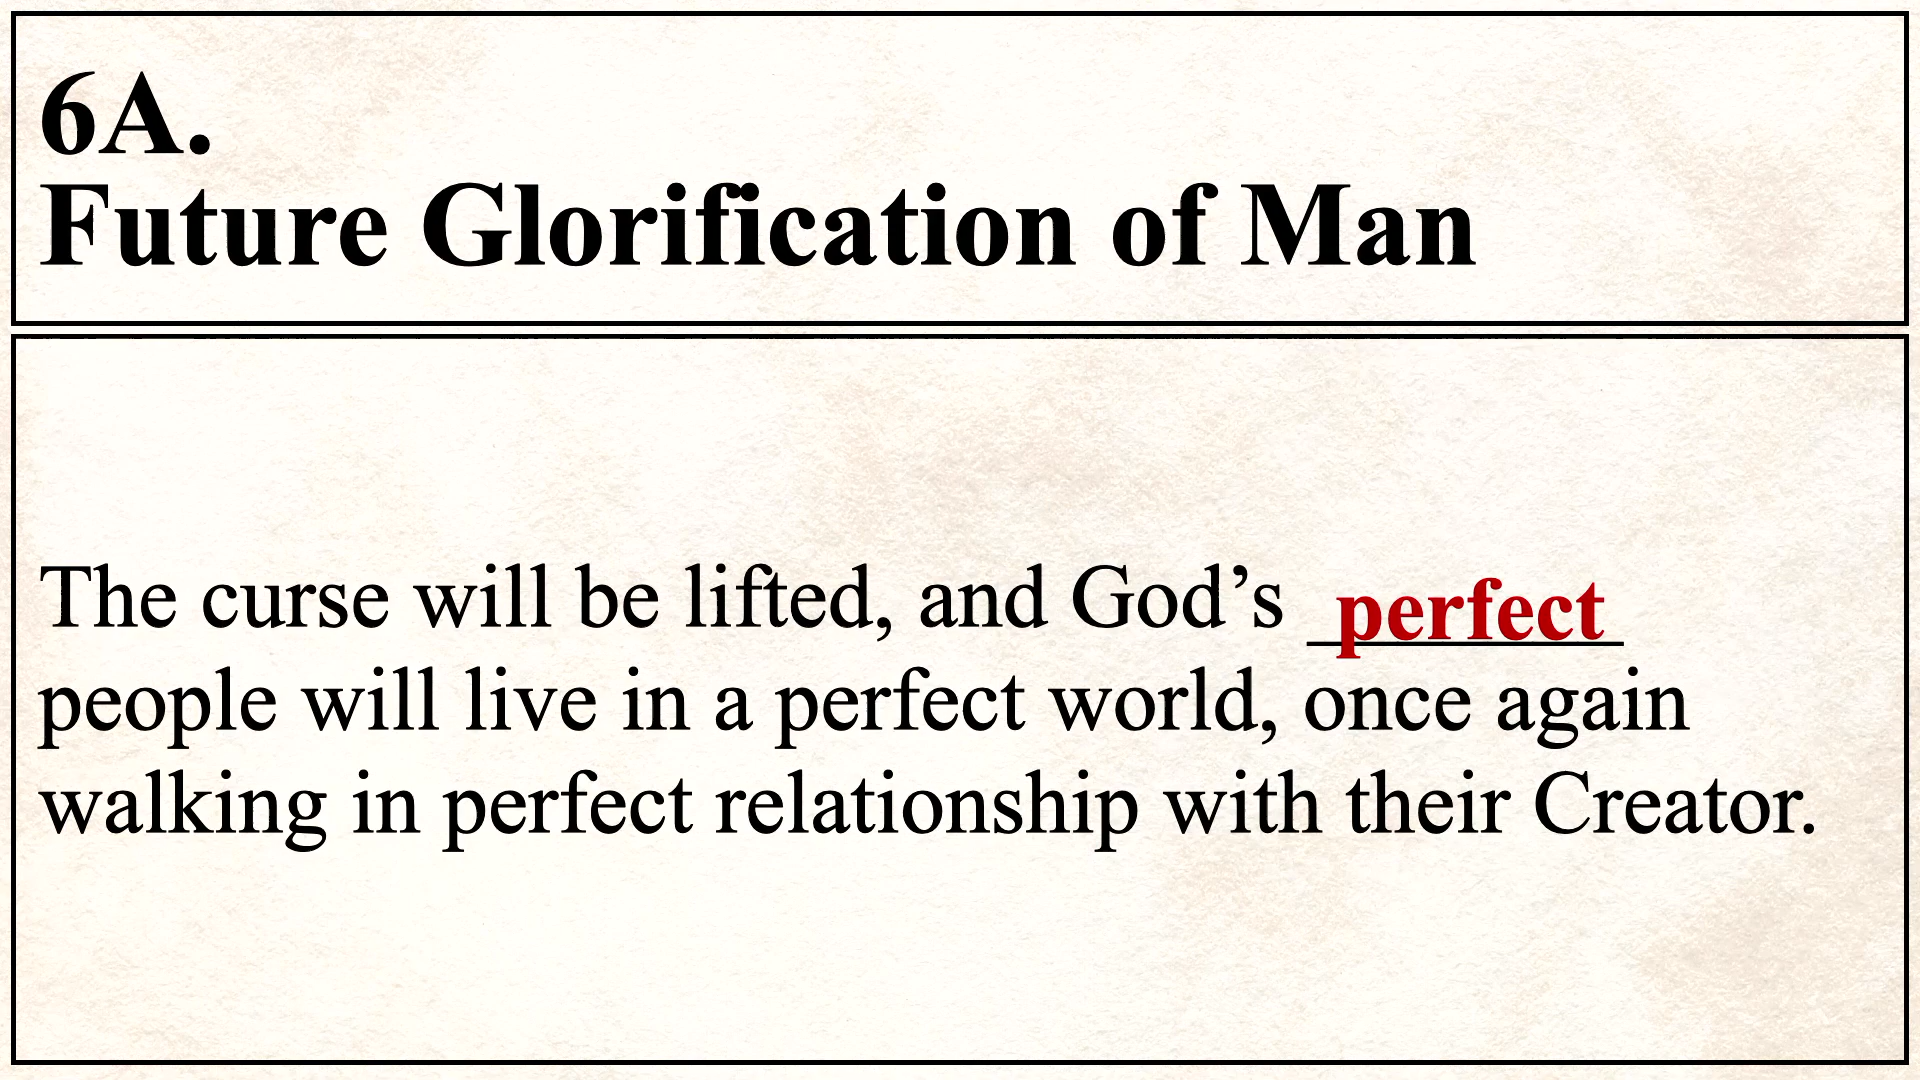 6A.
Future Glorification of Man
The curse will be lifted, and God’s perfect
people will live in a perfect world, once again
walking in perfect relationship with their Creator.